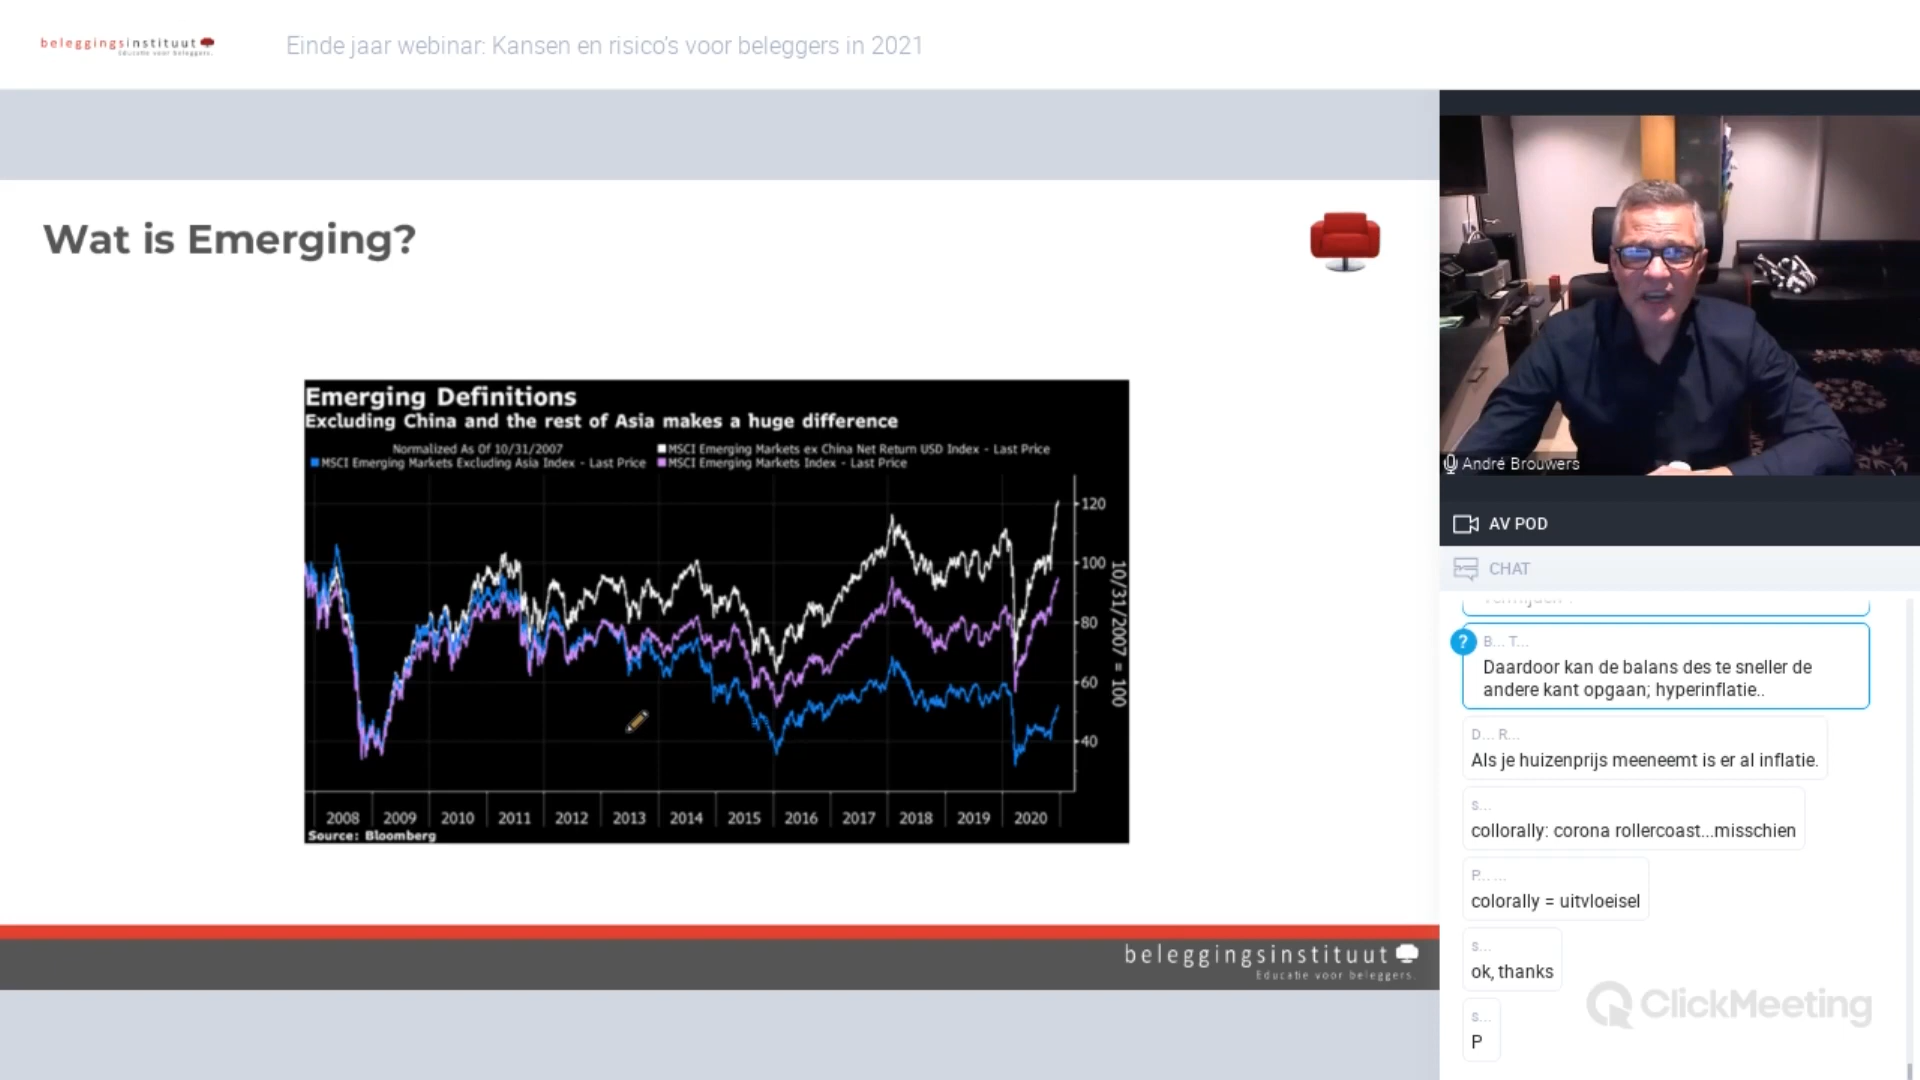 beleggingsinstituut
Educatie voor beleggers.
Einde jaar webinar: Kansen en risico's voor beleggers in 2021
Wat is Emerging?
Emerging Definitions
Excluding China and the rest of Asia makes a huge difference
Normalized As Of 10/31/2007
MSCI Emerging Markets ex China Net Return USD Index - Last Price
MSCI Emerging Markets Excluding Asia Index - Last Price
MSCI Emerging Markets Index - Last Price
120
100
80
60
40
10/31/2007 = 100
2008 2009 2010 2011 2012 2013 2014 2015 2016 2017 2018 2019 2020
Source: Bloomberg
beleggingsinstituut
Educatie voor beleggers.
André Brouwers
AV POD
CHAT
? B... T...
Daardoor kan de balans des te sneller de
andere kant opgaan; hyperinflatie..
D... R...
Als je huizenprijs meeneemt is er al inflatie.
s...
collorally: corona rollercoast...misschien
P... ...
colorally = uitvloeisel
s...
ok, thanks
s...
P
ClickMeeting